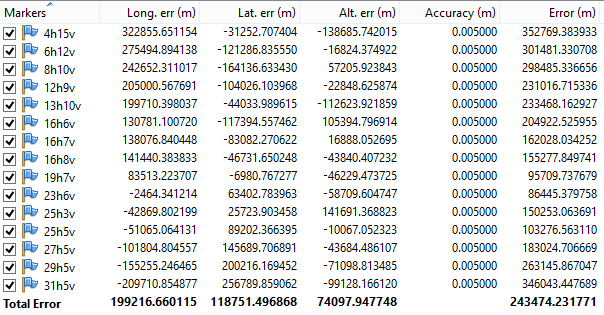 Markers Long. err (m) Lat. err (m) Alt. err (m) Accuracy (m) Error (m)
4h15v 322855.651154 -31252.707404 -138685.742015 0.005000 352769.383933
6h12v 275494.894138 -121286.835550 -16824.374922 0.005000 301481.330708
8h10v 242652.311017 -164136.633430 57205.923843 0.005000 298485.336656
12h9v 205000.567691 -104026.103968 -22848.625874 0.005000 231016.715336
13h10v 199710.398037 -44033.989615 -112623.921859 0.005000 233468.162927
16h6v 130781.100720 -117394.557462 105394.796914 0.005000 204922.525955
16h7v 138076.840448 -83082.270622 16888.052695 0.005000 162028.034252
16h8v 141440.383833 -46731.650248 -43840.407232 0.005000 155277.849741
19h7v 83513.223707 -6980.767277 -46229.473725 0.005000 95709.737679
23h6v -2464.341214 63402.783963 -58709.604747 0.005000 86445.379758
25h3v -42869.802199 25723.903458 141691.368823 0.005000 150253.063691
25h5v -51065.064131 89202.366395 -10067.052323 0.005000 103276.563110
27h5v -101804.804557 145689.706891 -43684.486107 0.005000 183024.706669
29h5v -155255.246465 200216.169452 -71098.813485 0.005000 263145.867047
31h5v -209710.854877 256789.859062 -99128.166120 0.005000 346043.447689
Total Error 199216.660115 118751.496868 74097.947748 243474.231771